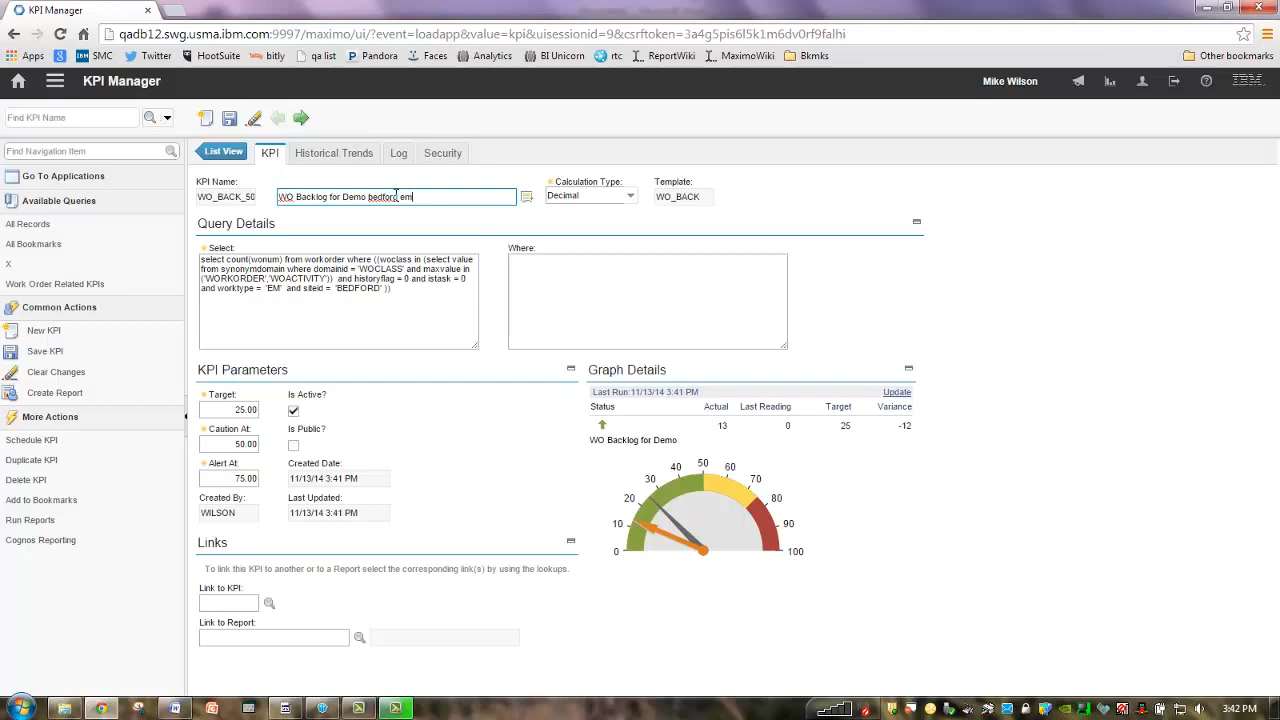 KPI Manager
qadb12.swg.usma.ibm.com:9997/maximo/ui/?event=loadapp&value=kpi&uisessionid=9&csrftoken=3a4g5pis6l5k1m6dv0rf9falhi
Apps SMC Twitter HootSuite bitly qa list Pandora Faces Analytics BI Unicorn rtc ReportWiki MaximoWiki Bkmks Other bookmarks
KPI Manager Mike Wilson IBM
Find KPI Name
Find Navigation Item List View KPI Historical Trends Log Security
Go To Applications
Available Queries
All Records
All Bookmarks
X
Work Order Related KPIs
Common Actions
New KPI
Save KPI
Clear Changes
Create Report
More Actions
Schedule KPI
Duplicate KPI
Delete KPI
Add to Bookmarks
Run Reports
Cognos Reporting
KPI Name: Calculation Type: Template:
WO_BACK_50 WO Backlog for Demo bedford em Decimal WO_BACK
Query Details
Select: Where:
select count(wonum) from workorder where ((woclass in (select value
from synonymdomain where domainid = 'WOCLASS' and maxvalue in
('WORKORDER','WOACTIVITY')) and historyflag = 0 and istask = 0
and worktype = 'EM' and siteid = 'BEDFORD' ))
KPI Parameters
Target: Is Active?
25.00
Caution At: Is Public?
50.00
Alert At: Created Date:
75.00 11/13/14 3:41 PM
Created By: Last Updated:
WILSON 11/13/14 3:41 PM
Graph Details
Last Run:11/13/14 3:41 PM Update
Status Actual Last Reading Target Variance
13 0 25 -12
WO Backlog for Demo
0 10 20 30 40 50 60 70 80 90 100
Links
To link this KPI to another or to a Report select the corresponding link(s) by using the lookups.
Link to KPI:
Link to Report:
3:42 PM